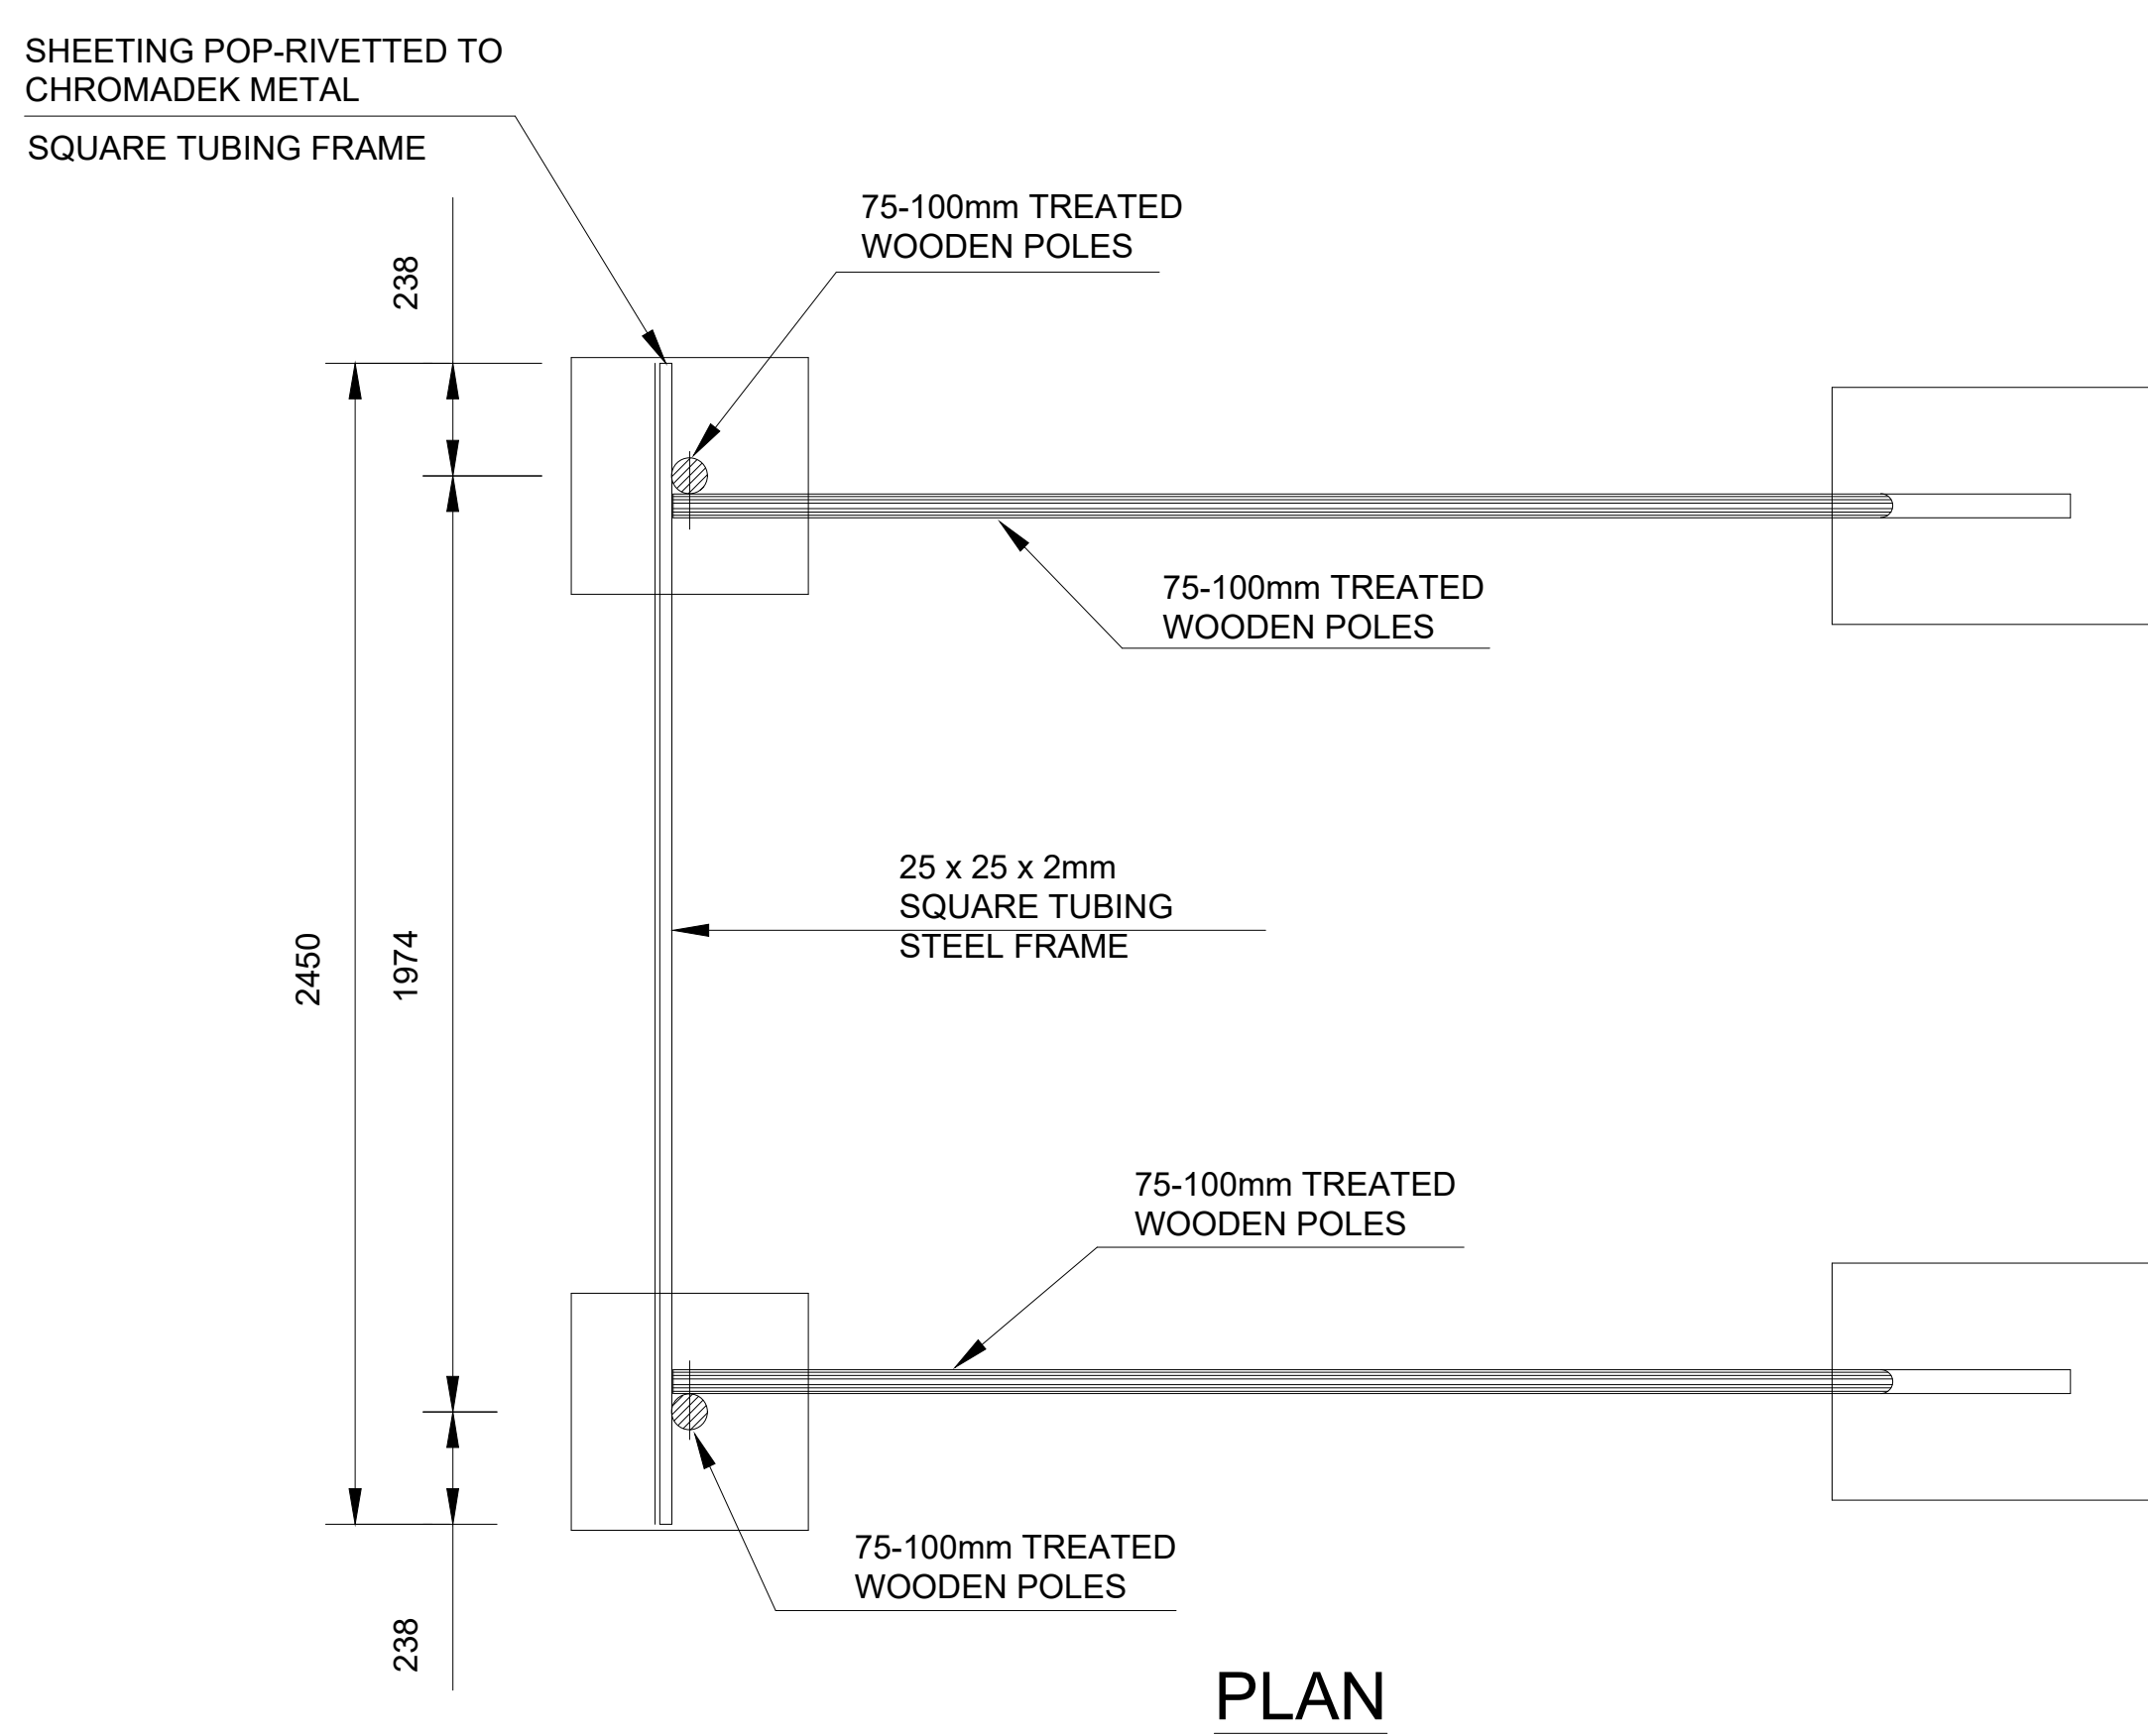 SHEETING POP-RIVETTED TO
CHROMADEK METAL
SQUARE TUBING FRAME
75-100mm TREATED
WOODEN POLES
238
75-100mm TREATED
WOODEN POLES
25 x 25 x 2mm
SQUARE TUBING
STEEL FRAME
2450
1974
75-100mm TREATED
WOODEN POLES
75-100mm TREATED
WOODEN POLES
238
PLAN